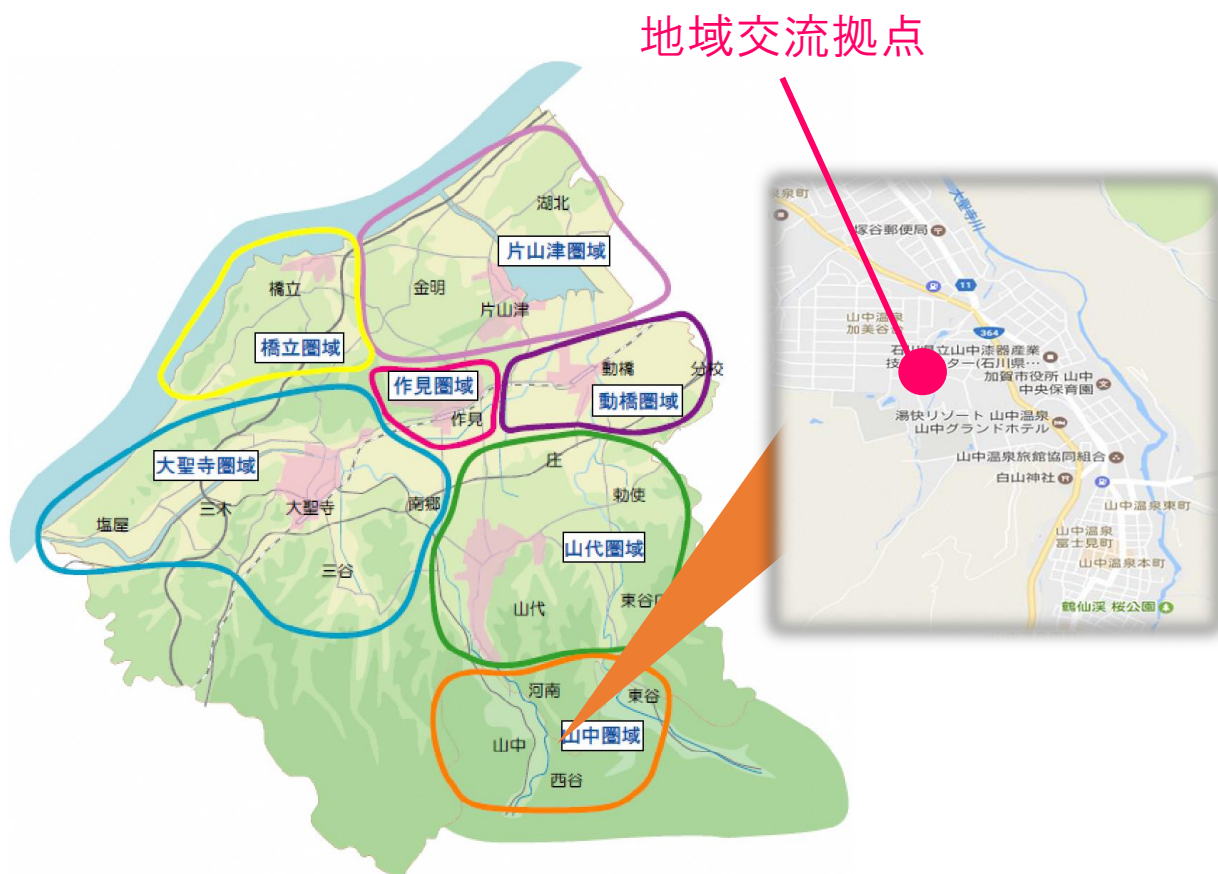 地域交流拠点
湖北
片山津圏域
橋立
金明
片山津
橋立圏域
作見圏域
作見
動橋
分校
動橋圏域
大聖寺圏域
塩屋
三木
大聖寺
南郷
三谷
庄
勅使
山代圏域
山代
東谷口
河南
東谷
山中
山中圏域
西谷
泉町
大聖寺川
塚谷郵便局
11
山中温泉
加美谷台
364
石川県立山中漆器産業
技 ター(石川県…
加賀市役所 山中
中央保育園
湯快リゾート 山中温泉
山中グランドホテル
山中温泉旅館協同組合
白山神社
山中温泉東町
山中温泉
富士見町
山中温泉本町
鶴仙渓 桜公園